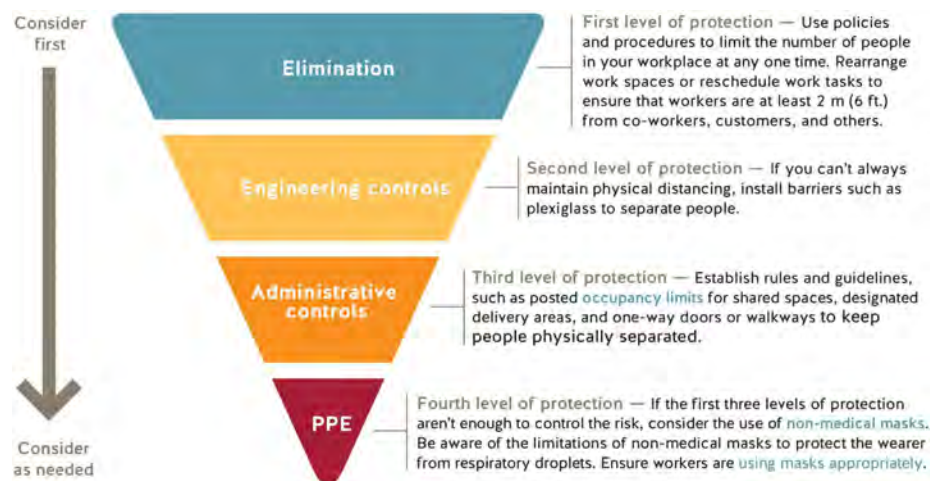 Consider
first
Elimination
First level of protection — Use policies
and procedures to limit the number of people
in your workplace at any one time. Rearrange
work spaces or reschedule work tasks to
ensure that workers are at least 2 m (6 ft.)
from co-workers, customers, and others.
Engineering controls
Second level of protection — If you can't always
maintain physical distancing, install barriers such as
plexiglass to separate people.
Administrative
controls
Third level of protection — Establish rules and guidelines,
such as posted occupancy limits for shared spaces, designated
delivery areas, and one-way doors or walkways to keep
people physically separated.
PPE
Fourth level of protection — If the first three levels of protection
aren't enough to control the risk, consider the use of non-medical masks.
Be aware of the limitations of non-medical masks to protect the wearer
from respiratory droplets. Ensure workers are using masks appropriately.
Consider
as needed